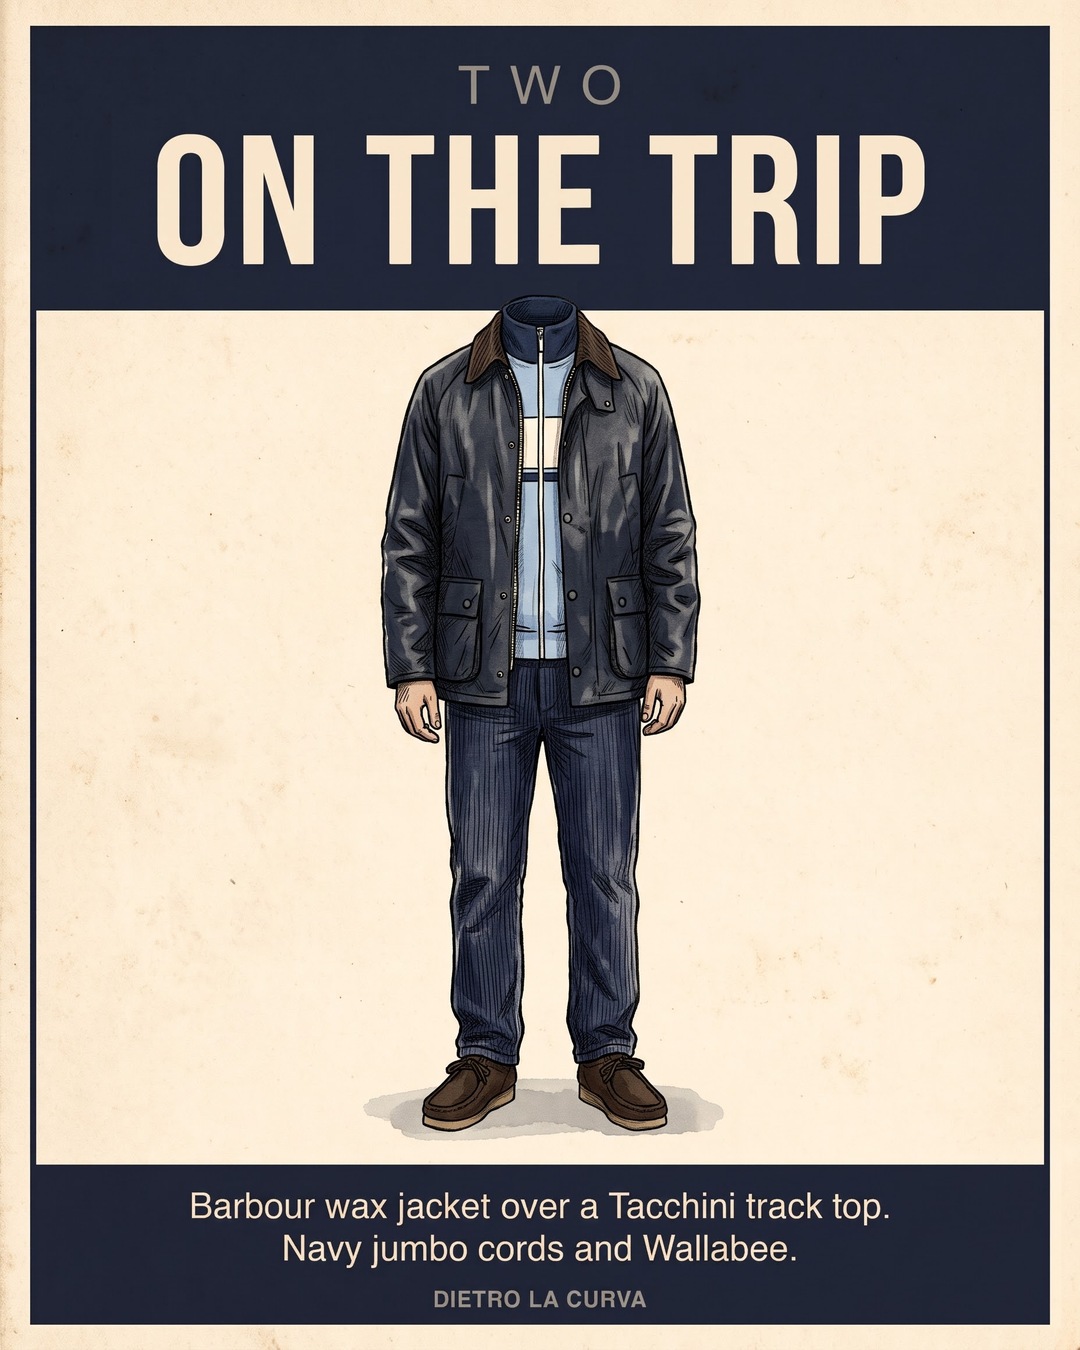 TWO
ON THE TRIP
Barbour wax jacket over a Tacchini track top.
Navy jumbo cords and Wallabee.
DIETRO LA CURVA